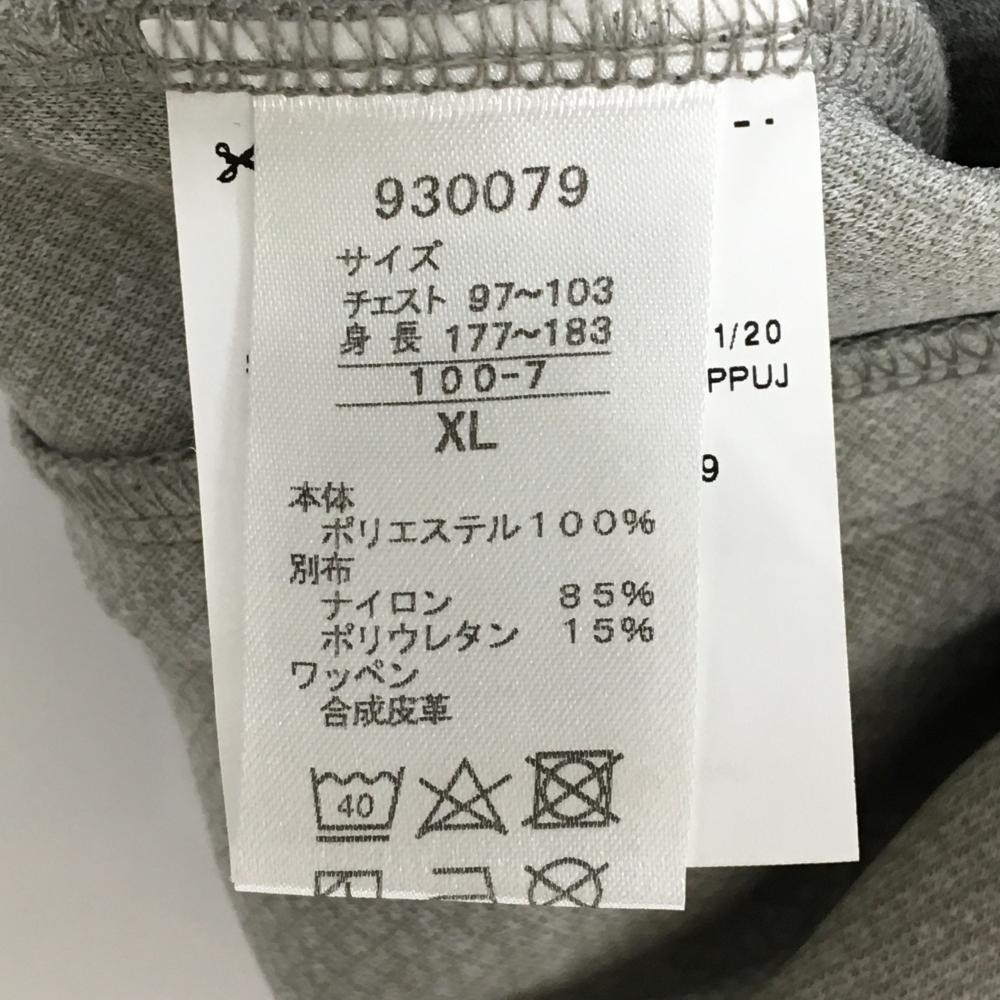 930079
サイズ
チェスト 97~103
身長 177~183
100-7
XL
本体
ポリエステル100%
別布
ナイロン 85%
ポリウレタン 15%
ワッペン
合成皮革
40
1/20
PPUJ
9